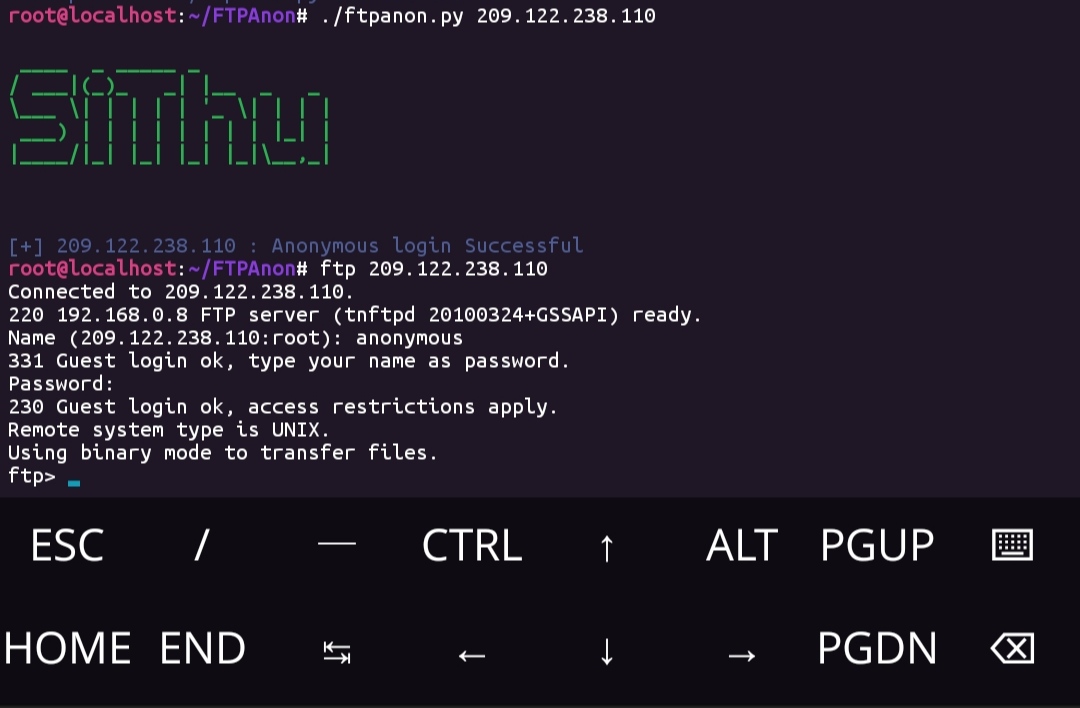 root@localhost:~/FTPAnon# ./ftpanon.py 209.122.238.110
SiThu
[+] 209.122.238.110 : Anonymous login Successful
root@localhost:~/FTPAnon# ftp 209.122.238.110
Connected to 209.122.238.110.
220 192.168.0.8 FTP server (tnftpd 20100324+GSSAPI) ready.
Name (209.122.238.110:root): anonymous
331 Guest login ok, type your name as password.
Password:
230 Guest login ok, access restrictions apply.
Remote system type is UNIX.
Using binary mode to transfer files.
ftp>
ESC / — CTRL ↑ ALT PGUP
HOME END ← ↓ → PGDN